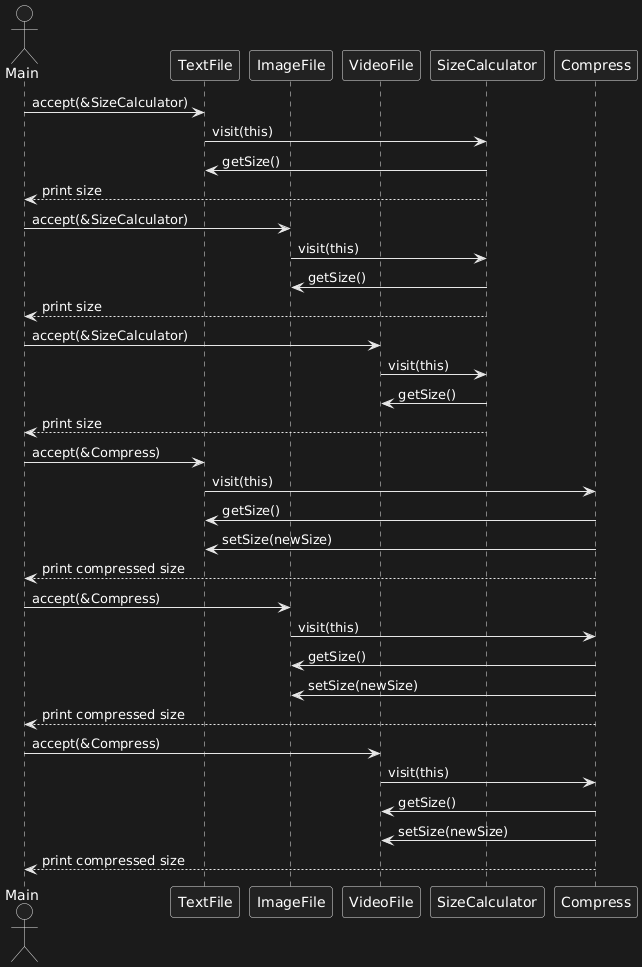 Main
TextFile ImageFile VideoFile SizeCalculator Compress
accept(&SizeCalculator)
visit(this)
getSize()
print size
accept(&SizeCalculator)
visit(this)
getSize()
print size
accept(&SizeCalculator)
visit(this)
getSize()
print size
accept(&Compress)
visit(this)
getSize()
setSize(newSize)
print compressed size
accept(&Compress)
visit(this)
getSize()
setSize(newSize)
print compressed size
accept(&Compress)
visit(this)
getSize()
setSize(newSize)
print compressed size
Main
TextFile ImageFile VideoFile SizeCalculator Compress